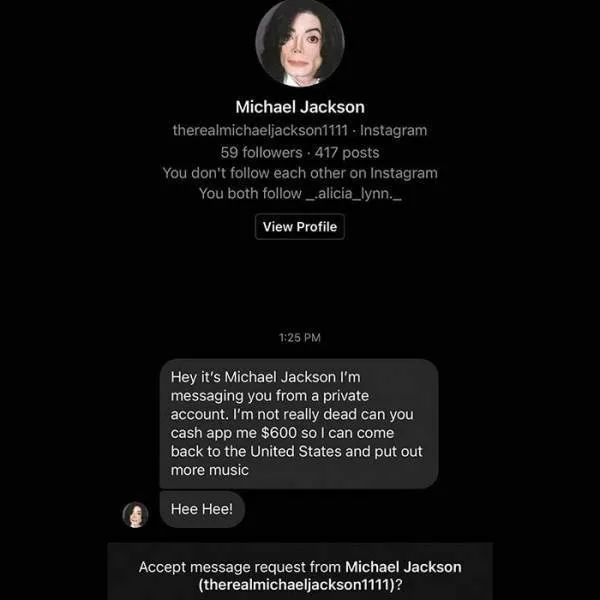 Michael Jackson
therealmichaeljackson1111 · Instagram
59 followers · 417 posts
You don't follow each other on Instagram
You both follow _.alicia_lynn._
View Profile
1:25 PM
Hey it's Michael Jackson I'm
messaging you from a private
account. I'm not really dead can you
cash app me $600 so I can come
back to the United States and put out
more music
Hee Hee!
Accept message request from Michael Jackson
(therealmichaeljackson1111)?